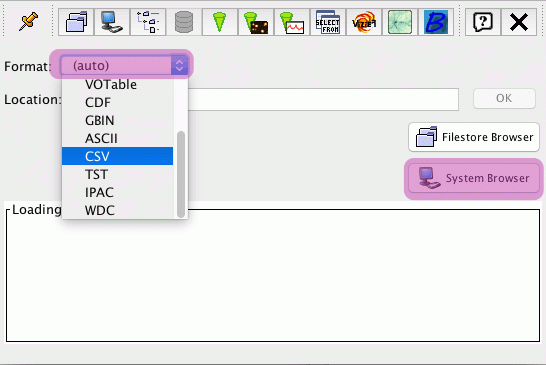 SELECT
FROM
VizieR
B
?
Format: (auto)
VOTable
Location:
CDF
OK
GBIN
ASCII
Filestore Browser
CSV
TST
System Browser
IPAC
WDC
Loading